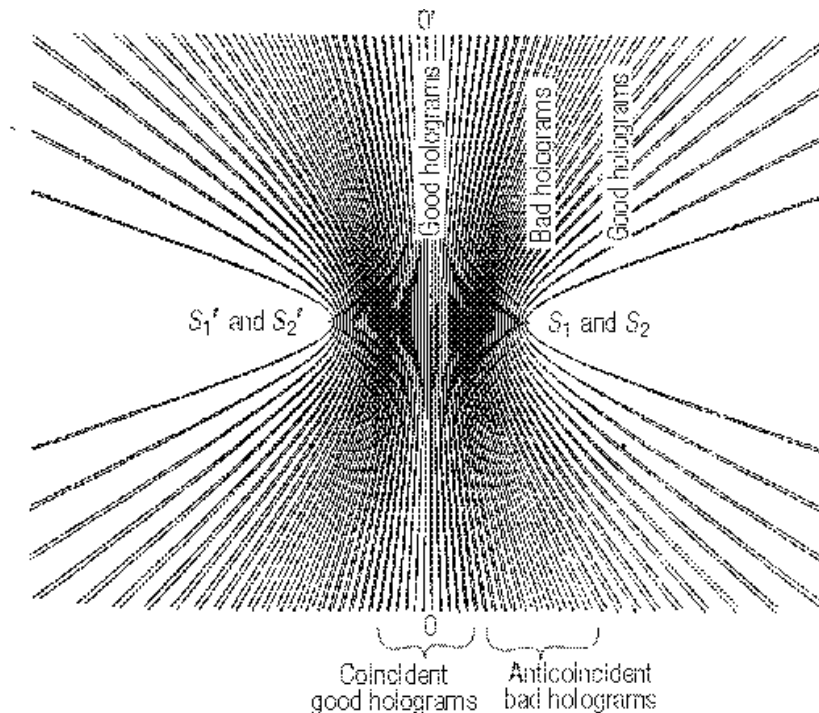 0'
Good holograms
Bad holograms
Good holograms
S₁' and S₂'
S₁ and S₂
0
Coincident
good holograms
Anticoincident
bad holograms